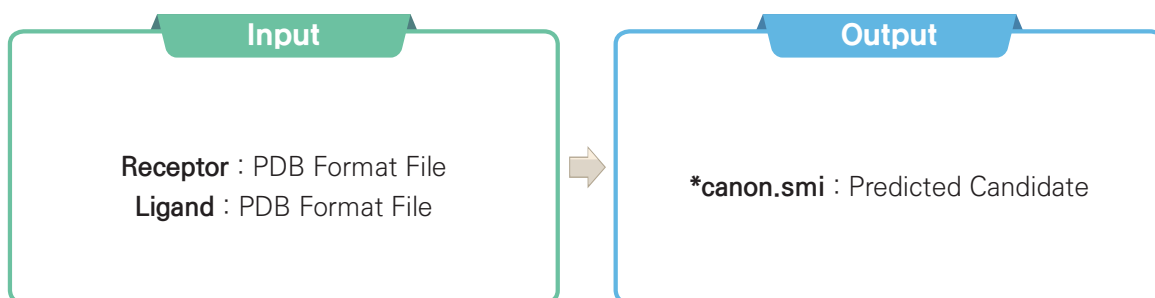 Input
Receptor : PDB Format File
Ligand : PDB Format File
Output
*canon.smi : Predicted Candidate